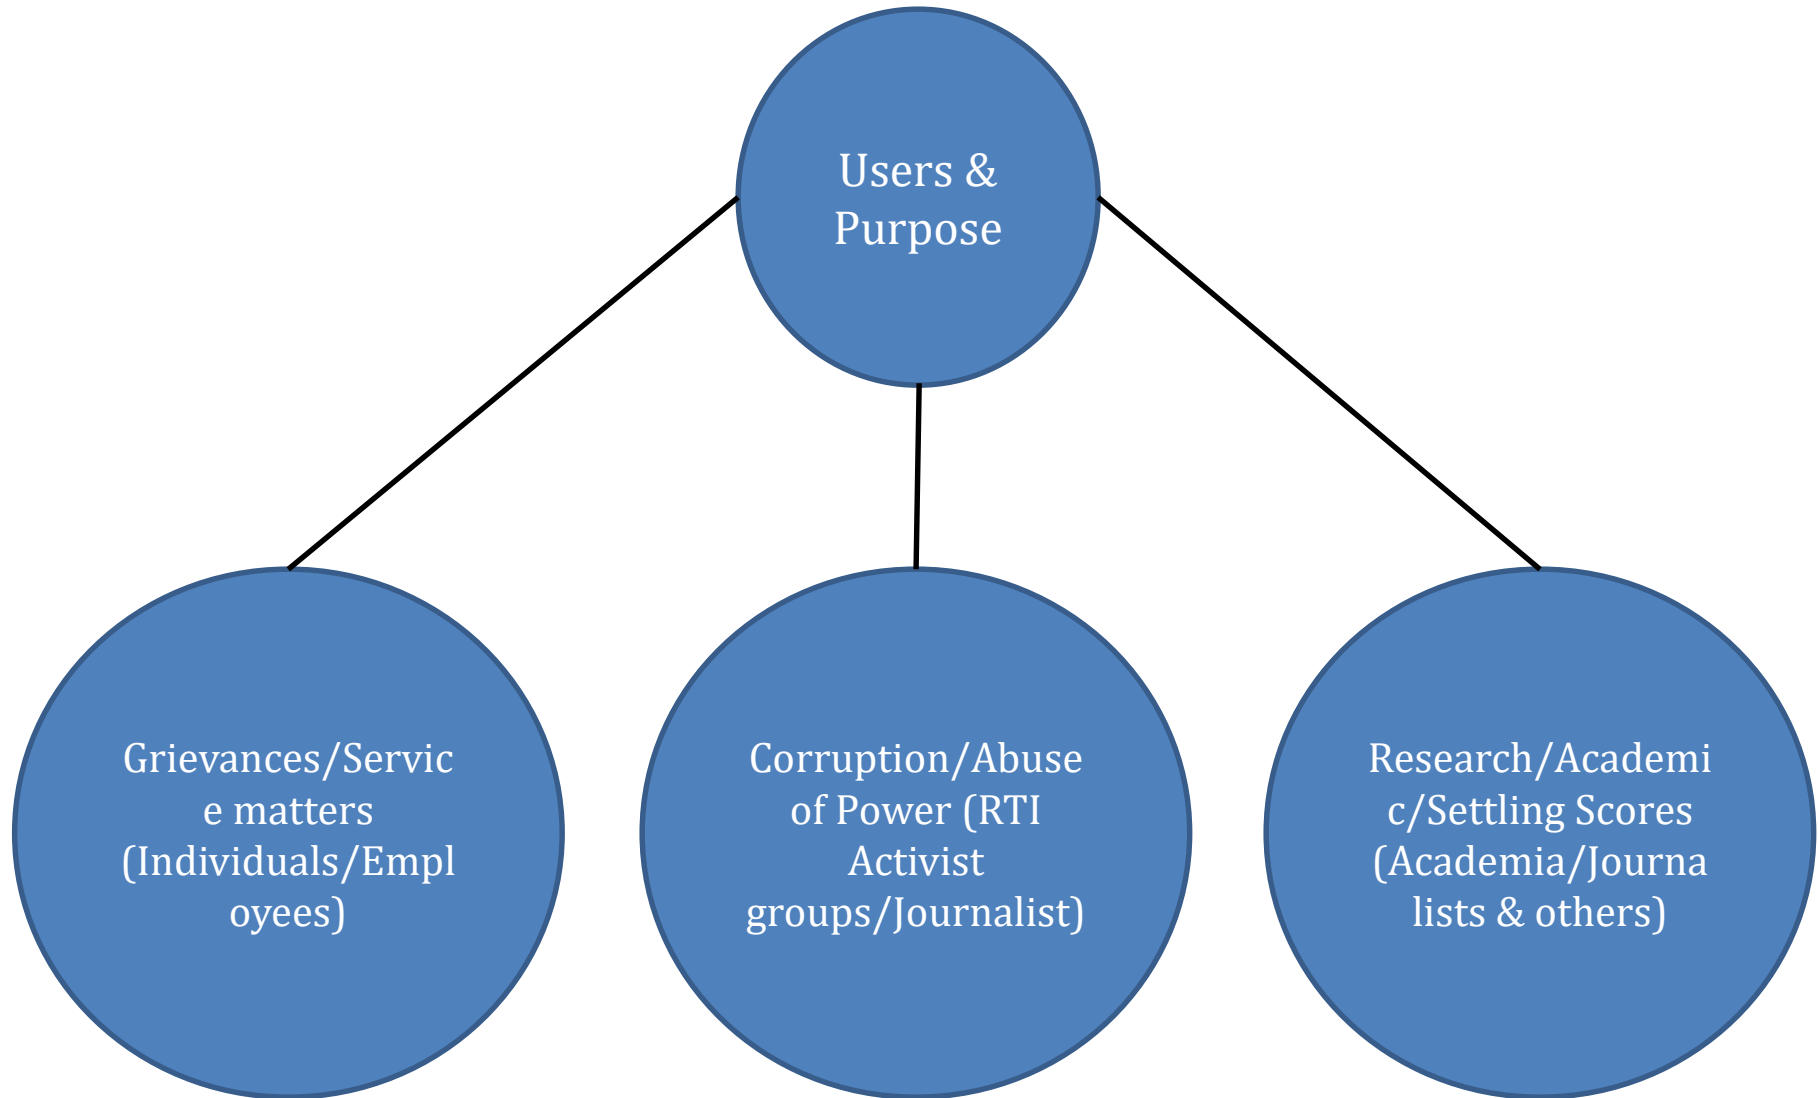 Users &
Purpose
Grievances/Servic
e matters
(Individuals/Empl
oyees)
Corruption/Abuse
of Power (RTI
Activist
groups/Journalist)
Research/Academi
c/Settling Scores
(Academia/Journa
lists & others)